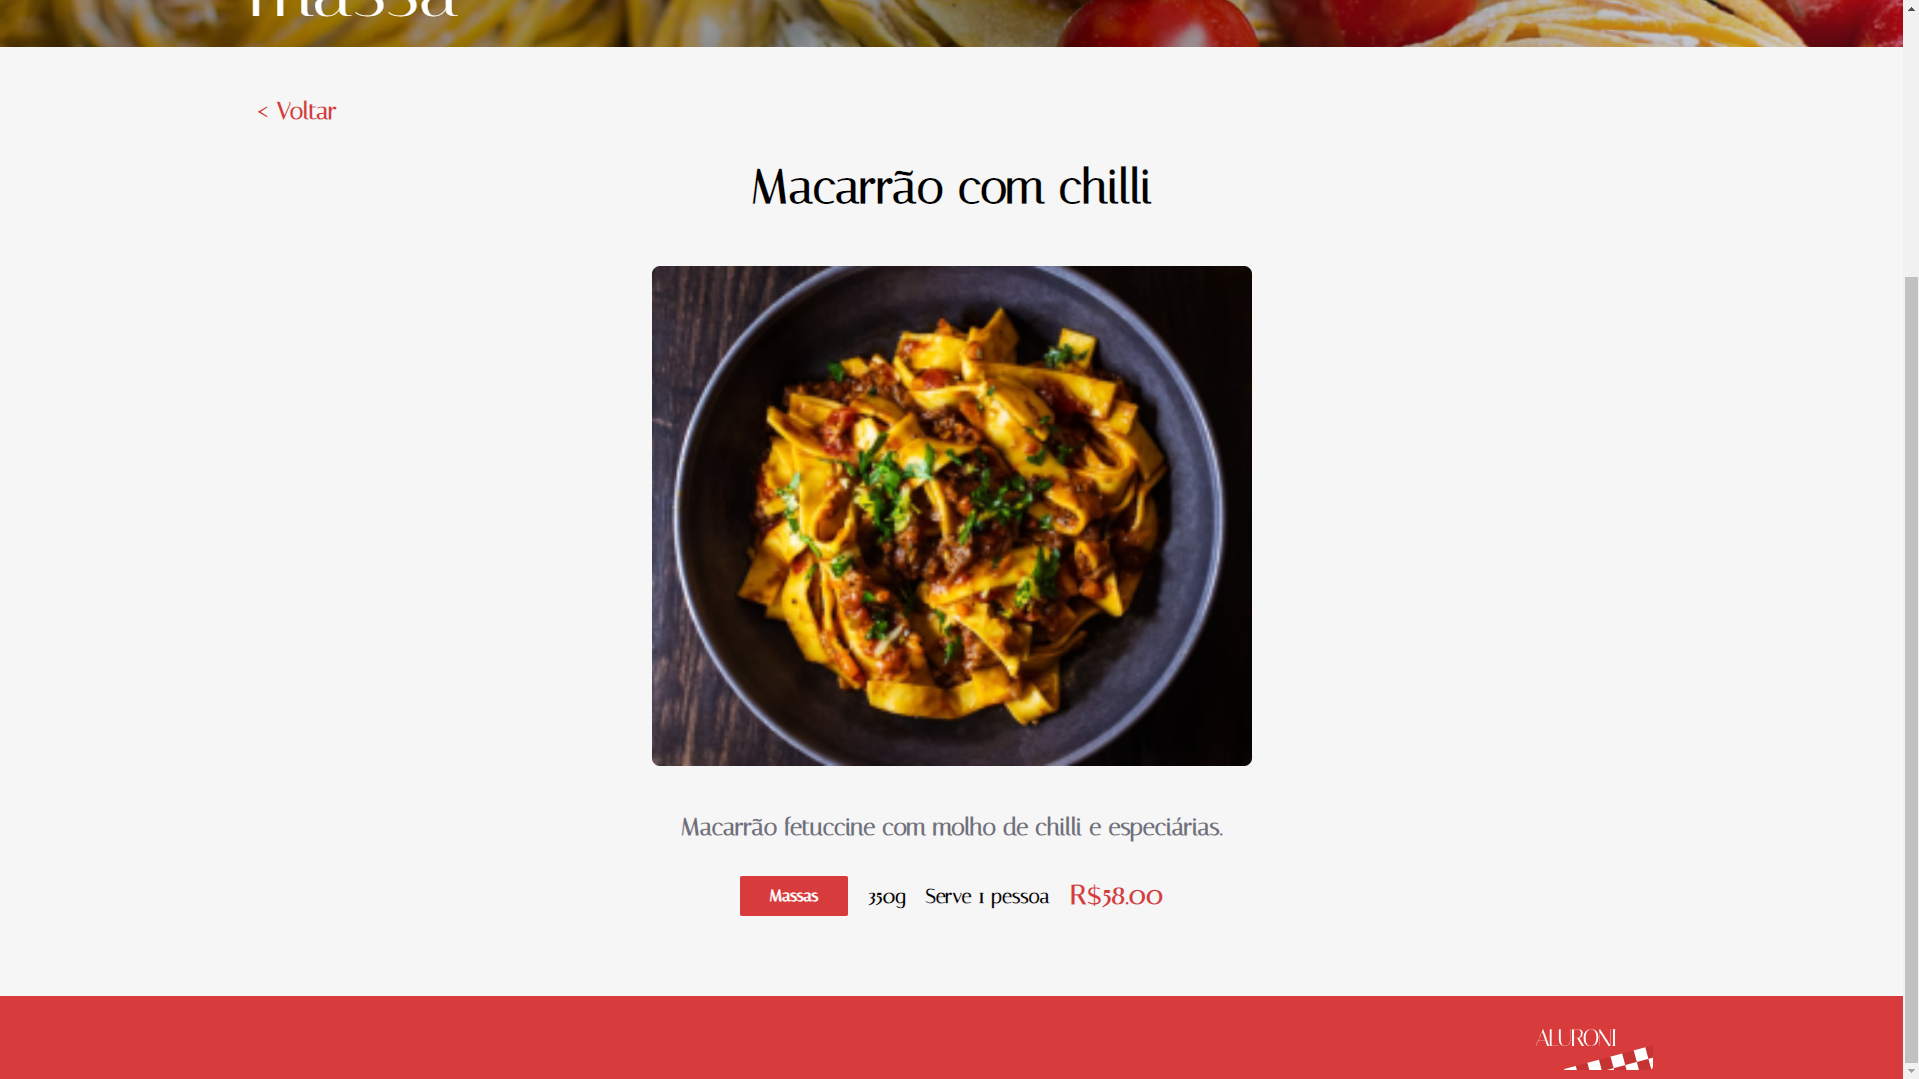 massa
< Voltar
Macarrão com chilli
Macarrão fetuccine com molho de chilli e especiárias.
Massas 350g Serve 1 pessoa R$58.00
ALURONI